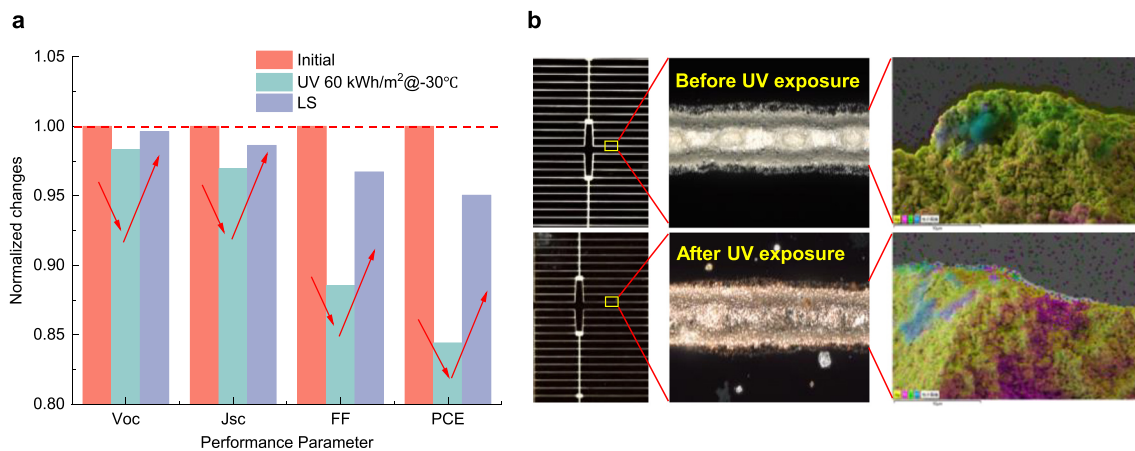 a
b
1.05
1.00
0.95
0.90
0.85
0.80
Normalized changes
Initial
UV 60 kWh/m²@-30℃
LS
Voc
Jsc
FF
PCE
Performance Parameter
Before UV exposure
After UV exposure